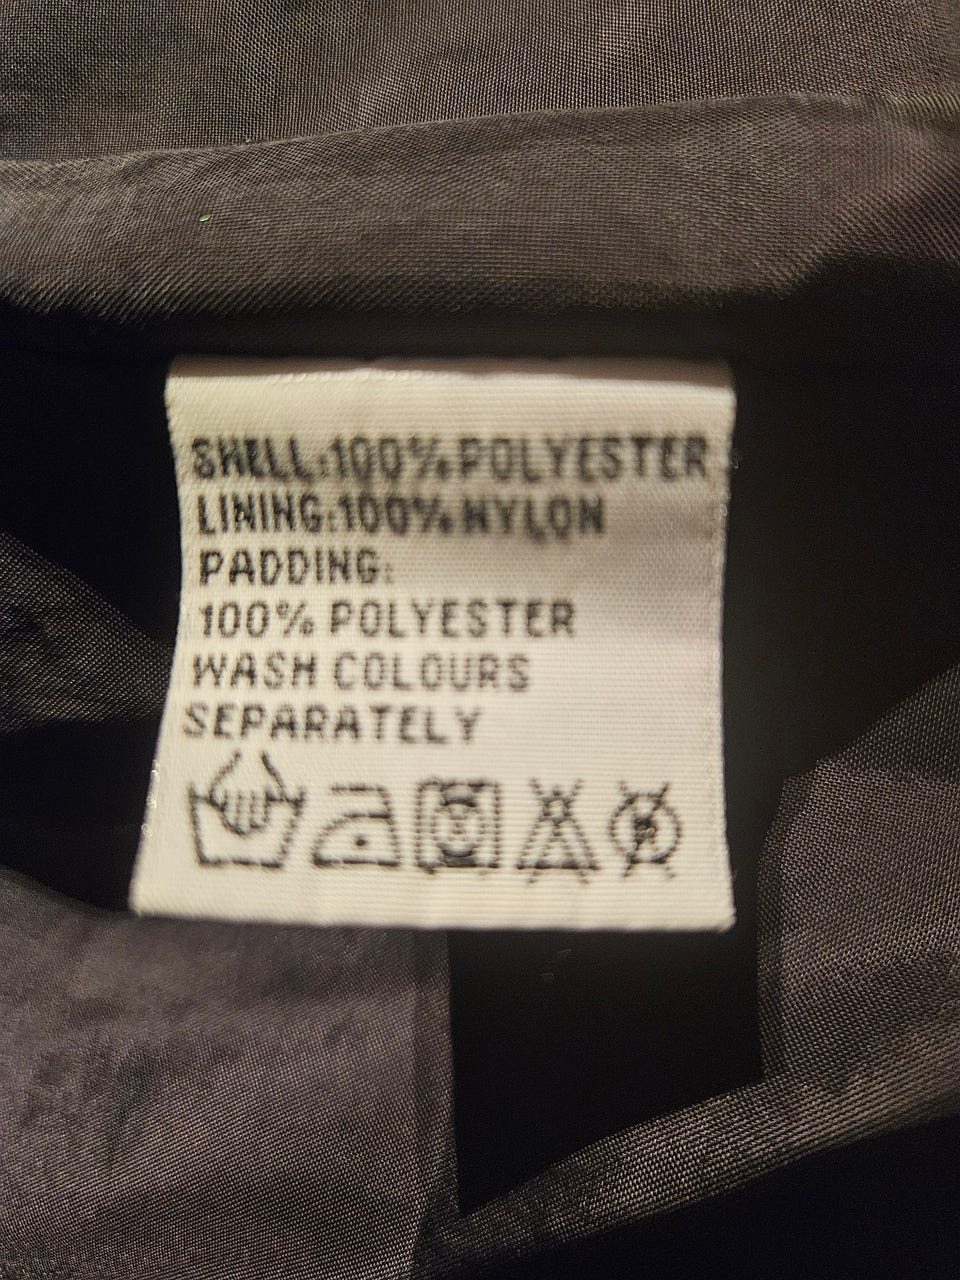 SHELL:100%POLYESTER
LINING:100%NYLON
PADDING:
100% POLYESTER
WASH COLOURS
SEPARATELY